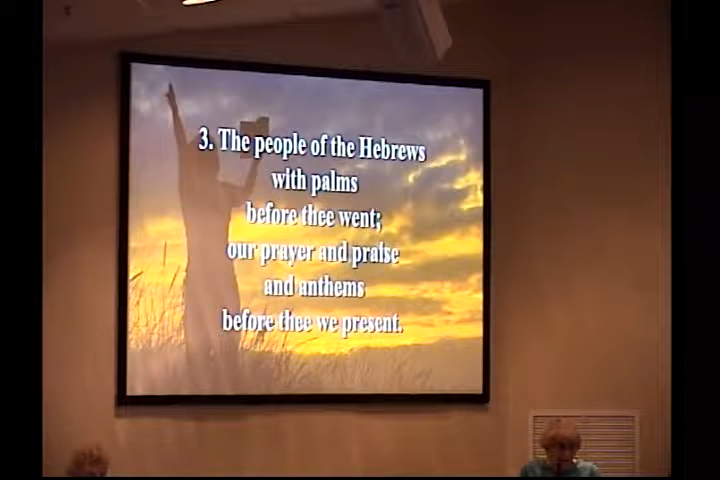 3. The people of the Hebrews
with palms
before thee went;
our prayer and praise
and anthems
before thee we present.